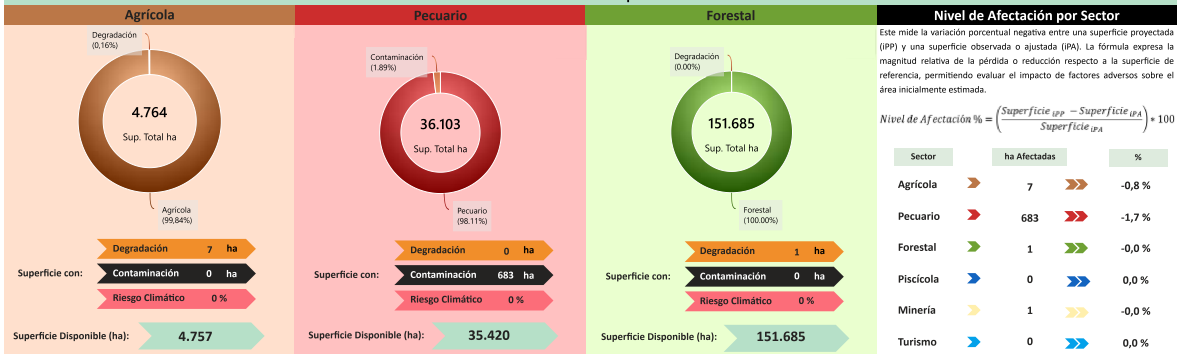 Agrícola
Degradación
(0,16%)
4.764
Sup. Total ha
Agrícola
(99,84%)
Superficie con:
Degradación 7 ha
Contaminación 0 ha
Riesgo Climático 0 %
Superficie Disponible (ha): 4.757
Pecuario
Contaminación
(1.89%)
36.103
Sup. Total ha
Pecuario
(98.11%)
Superficie con:
Degradación 0 ha
Contaminación 683 ha
Riesgo Climático 0 %
Superficie Disponible (ha): 35.420
Forestal
Degradación
(0.00%)
151.685
Sup. Total ha
Forestal
(100.00%)
Superficie con:
Degradación 1 ha
Contaminación 0 ha
Riesgo Climático 0 %
Superficie Disponible (ha): 151.685
Nivel de Afectación por Sector
Este mide la variación porcentual negativa entre una superficie proyectada
(iPP) y una superficie observada o ajustada (iPA). La fórmula expresa la
magnitud relativa de la pérdida o reducción respecto a la superficie de
referencia, permitiendo evaluar el impacto de factores adversos sobre el
área inicialmente estimada.
Nivel de Afectación % = (Superficie iPP − Superficie iPA / Superficie iPA) * 100
Sector ha Afectadas %
Agrícola 7 -0,8 %
Pecuario 683 -1,7 %
Forestal 1 -0,0 %
Piscícola 0 0,0 %
Minería 1 -0,0 %
Turismo 0 0,0 %